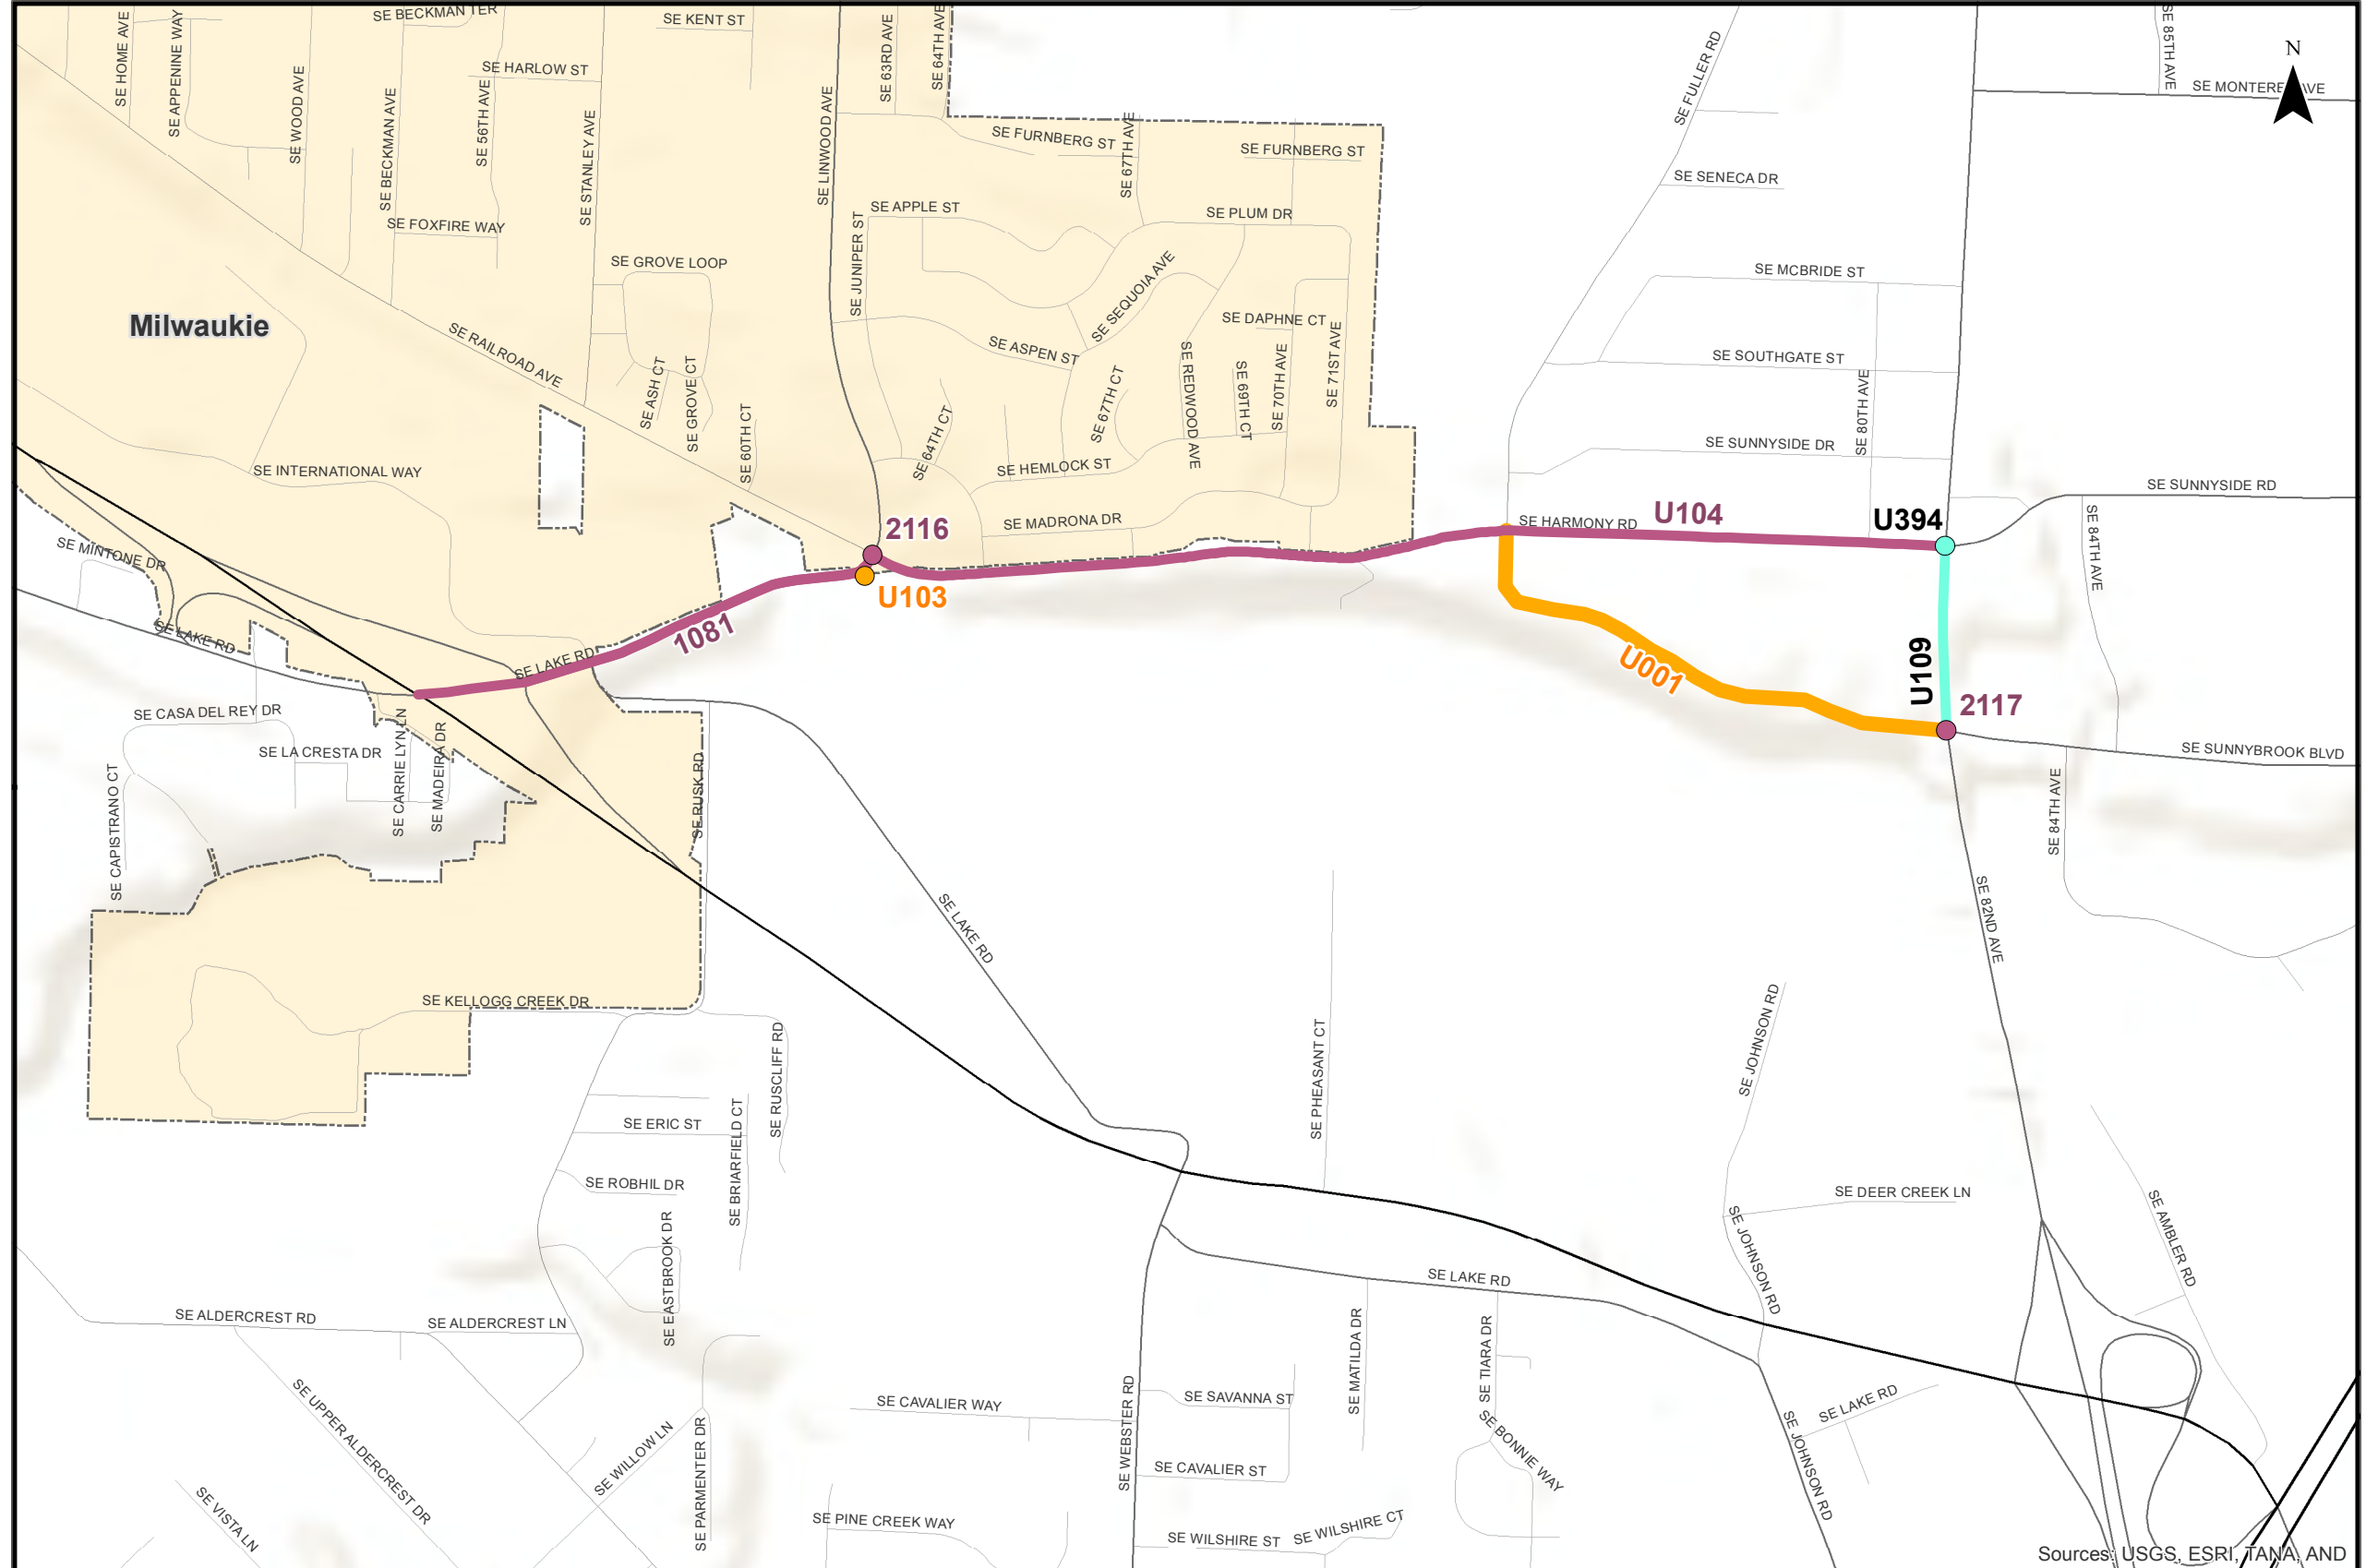 SE HOME AVE
SE APPENINE WAY
SE BECKMAN TER
SE KENT ST
SE 63RD AVE
SE 64TH AVE
SE FULLER RD
SE 85TH AVE
N
SE WOOD AVE
SE BECKMAN AVE
SE 56TH AVE
SE HARLOW ST
SE STANLEY AVE
SE LINWOOD AVE
SE FURNBERG ST
SE 67TH AVE
SE FURNBERG ST
SE MONTEREY AVE
SE SENECA DR
SE FOXFIRE WAY
SE JUNIPER ST
SE APPLE ST
SE PLUM DR
SE GROVE LOOP
SE SEQUOIA AVE
SE MCBRIDE ST
Milwaukie
SE RAILROAD AVE
SE ASH CT
SE GROVE CT
SE 60TH CT
SE ASPEN ST
SE DAPHNE CT
SE 64TH CT
SE 67TH CT
SE REDWOOD AVE
SE 69TH CT
SE 70TH AVE
SE 71ST AVE
SE SOUTHGATE ST
SE 80TH AVE
SE SUNNYSIDE DR
SE INTERNATIONAL WAY
SE HEMLOCK ST
SE SUNNYSIDE RD
SE MADRONA DR
2116
SE HARMONY RD
U104
U394
SE MINTONE DR
U103
SE 84TH AVE
SE LAKE RD
1081
SE LAKE RD
U001
U109
2117
SE CASA DEL REY DR
SE LA CRESTA DR
SE CARRIE LYN LN
SE MADEIRA DR
SE RUSK RD
SE SUNNYBROOK BLVD
SE CAPISTRANO CT
SE 84TH AVE
SE LAKE RD
SE 82ND AVE
SE KELLOGG CREEK DR
SE RUSCLIFF RD
SE PHEASANT CT
SE JOHNSON RD
SE ERIC ST
SE BRIARFIELD CT
SE ROBHIL DR
SE DEER CREEK LN
SE EASTBROOK DR
SE JOHNSON RD
SE AMBLER RD
SE LAKE RD
SE ALDERCREST RD
SE ALDERCREST LN
SE MATILDA DR
SE TIARA DR
SE UPPER ALDERCREST DR
SE WILLOW LN
SE PARMENTER DR
SE CAVALIER WAY
SE WEBSTER RD
SE SAVANNA ST
SE LAKE RD
SE BONNIE WAY
SE JOHNSON RD
SE CAVALIER ST
SE VISTA LN
SE PINE CREEK WAY
SE WILSHIRE ST
SE WILSHIRE CT
Sources: USGS, ESRI, TANA, AND